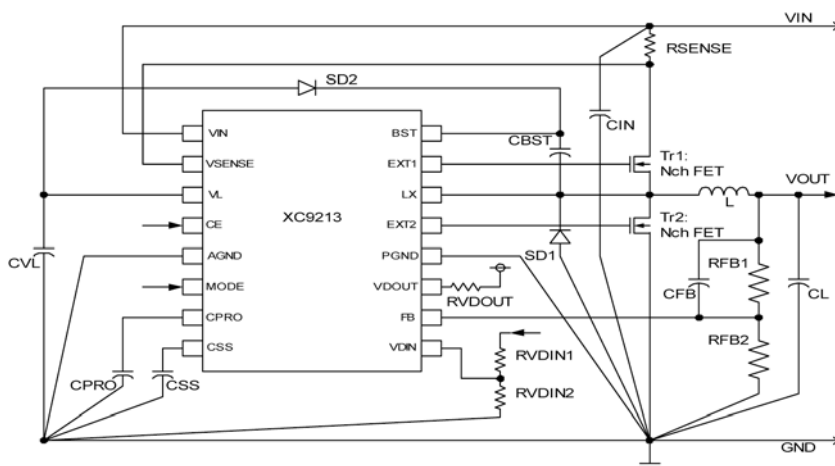 VIN
RSENSE
SD2
CIN
VIN
BST
CBST
VSENSE
EXT1
Tr1:
Nch FET
VL
XC9213
LX
VOUT
L
CE
EXT2
Tr2:
Nch FET
SD1
CVL
AGND
PGND
MODE
VDOUT
RVDOUT
CFB
RFB1
CL
CPRO
FB
CSS
VDIN
RVDIN1
RFB2
CPRO
CSS
RVDIN2
GND